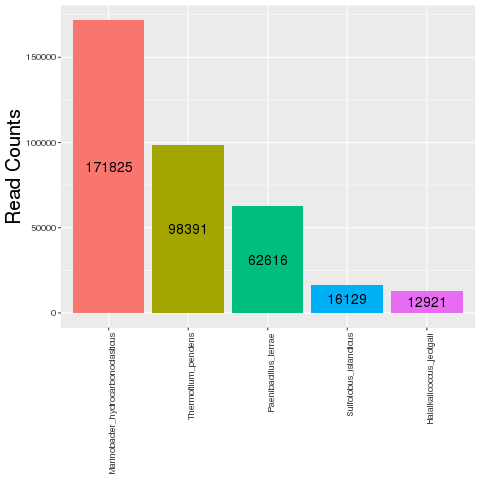 Read Counts
150000
100000
50000
0
171825
98391
62616
16129
12921
Marinobacter_hydrocarbonoclasticus
Thermofilum_pendens
Paenibacillus_terrae
Sulfolobus_islandicus
Halalkalicoccus_jeotgali